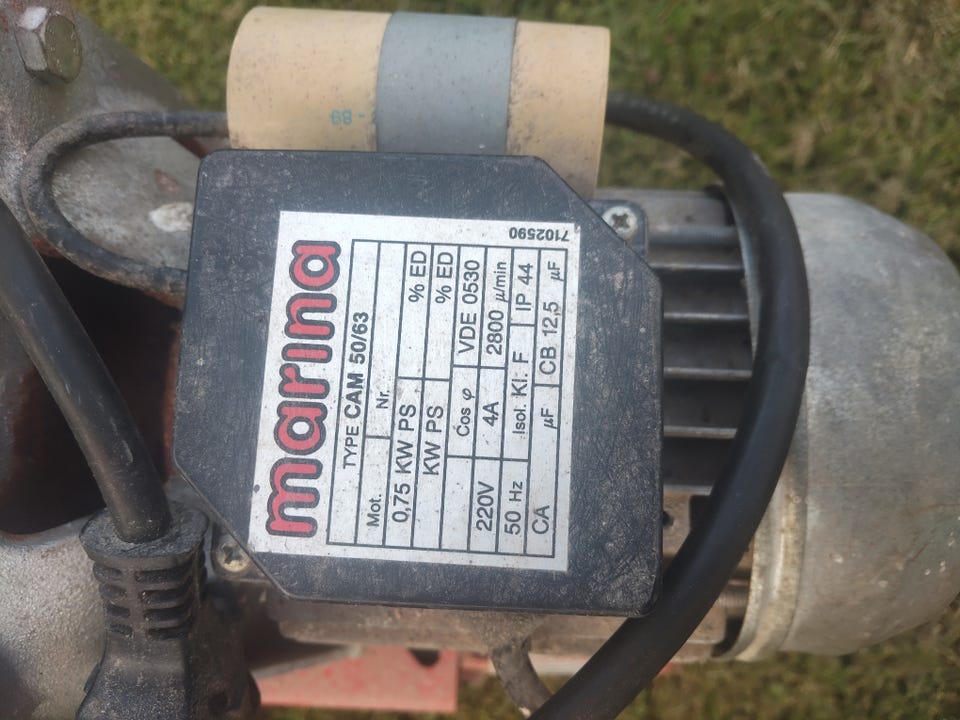 marina
TYPE CAM 50/63
Mot. Nr.
0,75 KW PS % ED
KW PS % ED
Cos φ VDE 0530
220V 4A 2800 µ/min
50 Hz Isol. Kl. F IP 44
CA µF CB 12,5 µF
7102590
89 -